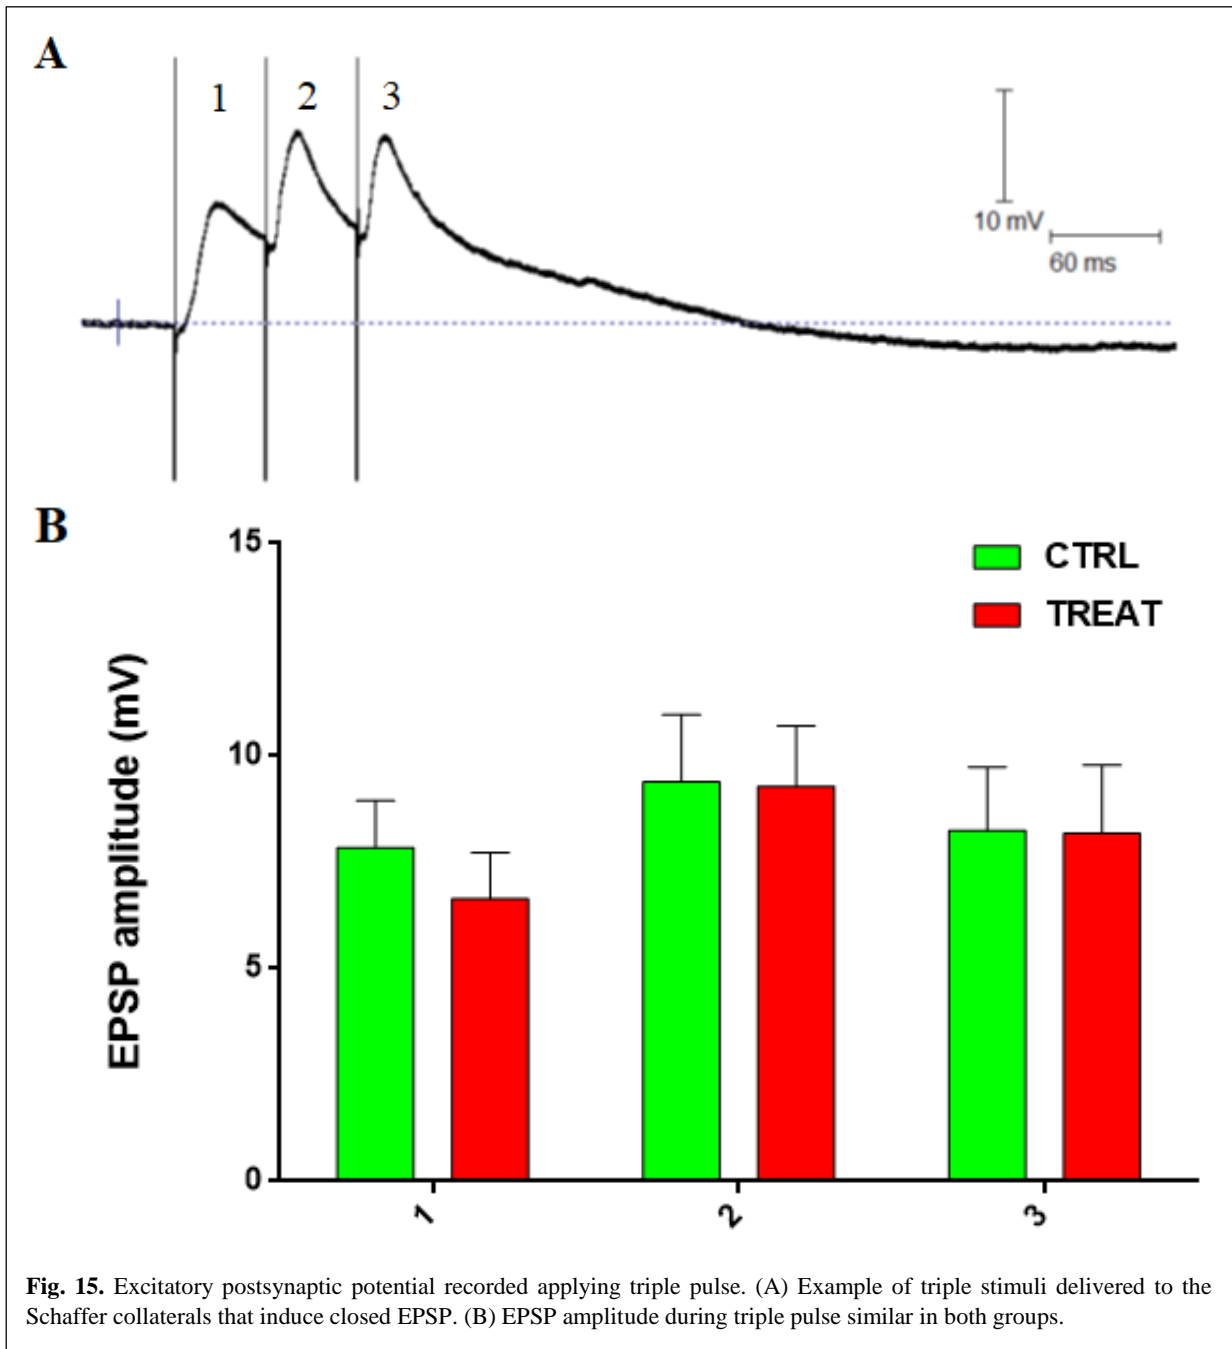 A
1 2 3
10 mV
60 ms
B
CTRL
TREAT
EPSP amplitude (mV)
15
10
5
0
1 2 3
Fig. 15. Excitatory postsynaptic potential recorded applying triple pulse. (A) Example of triple stimuli delivered to the
Schaffer collaterals that induce closed EPSP. (B) EPSP amplitude during triple pulse similar in both groups.